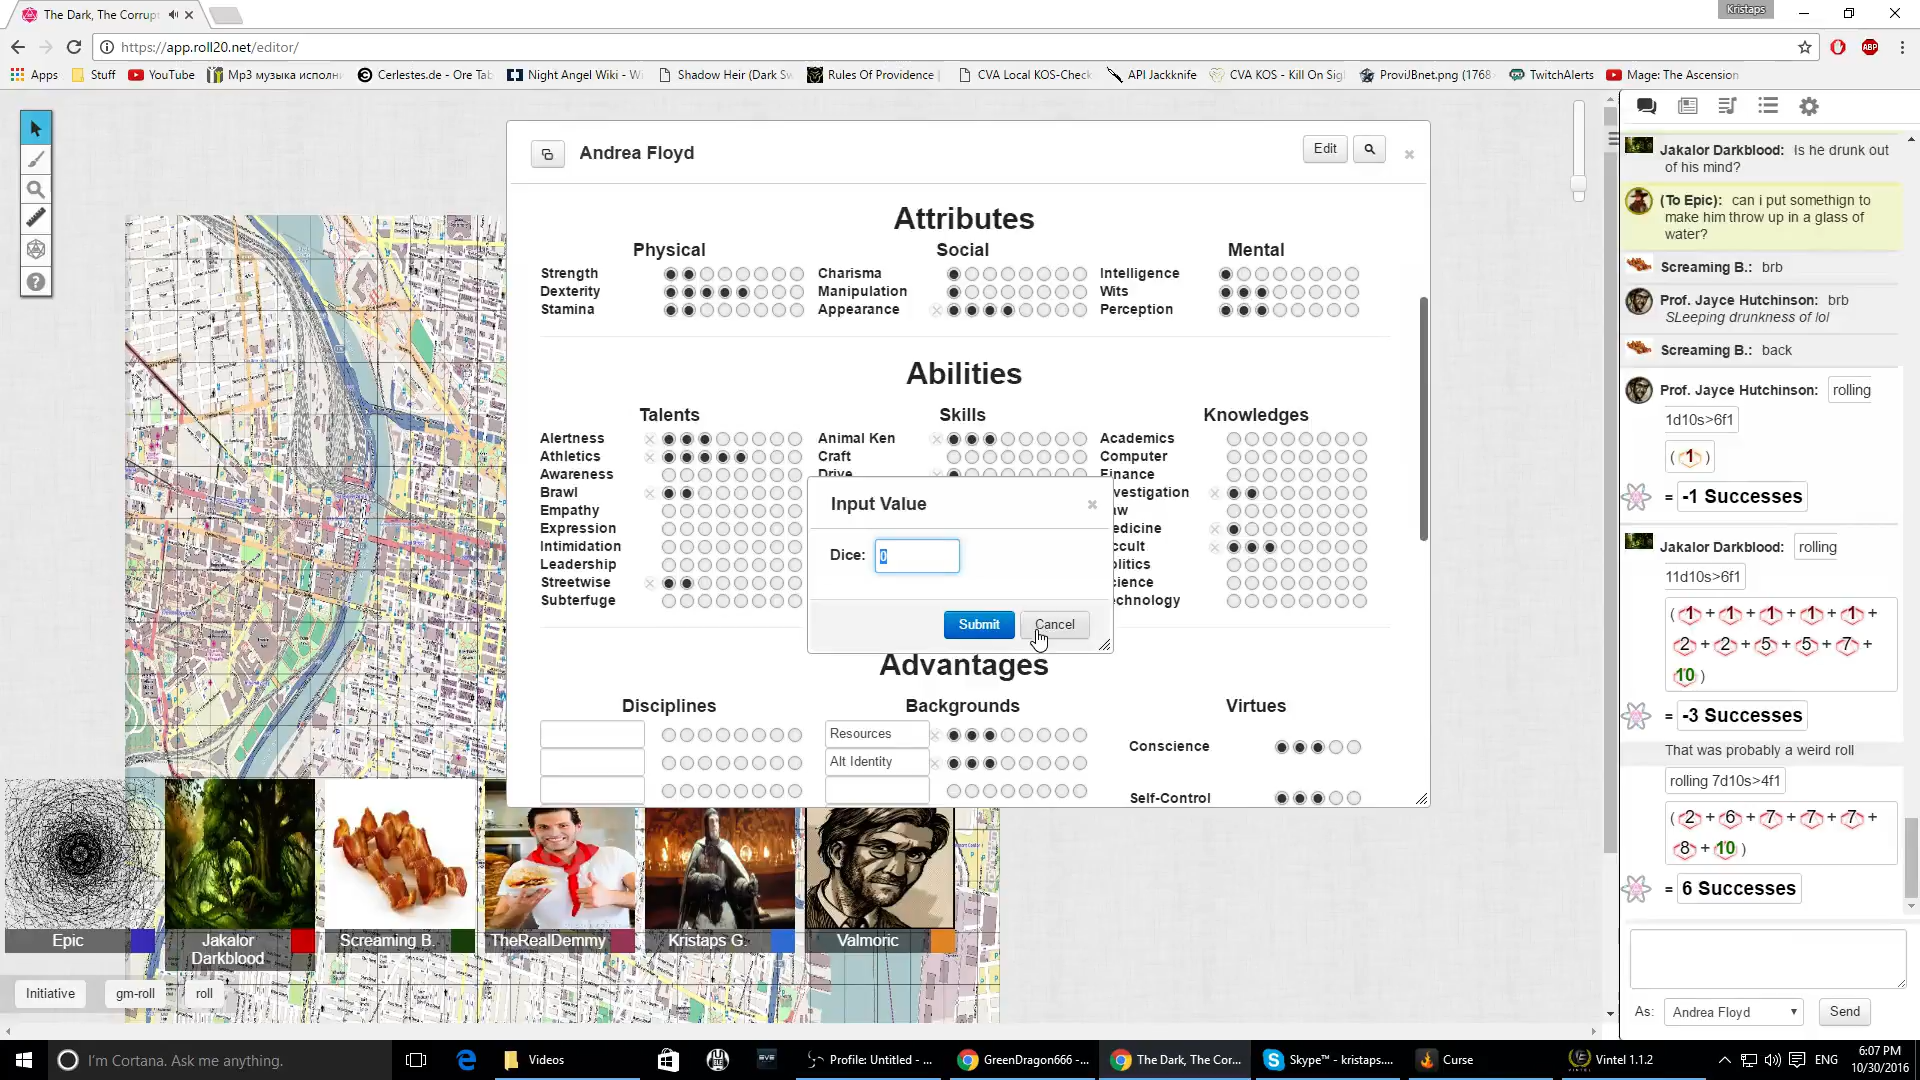 The Dark, The Corrup
Kristaps
https://app.roll20.net/editor/
Apps Stuff YouTube Mp3 музыка исполн Cerlestes.de - Ore Tab Night Angel Wiki - Wi Shadow Heir (Dark Sw Rules Of Providence CVA Local KOS-Check API Jackknife CVA KOS - Kill On Sigh ProviJBnet.png (1768 TwitchAlerts Mage: The Ascension
ABP
Andrea Floyd
Edit
Attributes
Physical Social Mental
Strength Charisma Intelligence
Dexterity Manipulation Wits
Stamina Appearance Perception
Abilities
Talents Skills Knowledges
Alertness Animal Ken Academics
Athletics Craft Computer
Awareness Drive Finance
Brawl nvestigation
Empathy aw
Expression edicine
Intimidation ccult
Leadership olitics
Streetwise cience
Subterfuge echnology
Input Value
Dice: 0
Submit Cancel
Advantages
Disciplines Backgrounds Virtues
Resources
Conscience
Alt Identity
Self-Control
Jakalor Darkblood: Is he drunk out
of his mind?
(To Epic): can i put somethign to
make him throw up in a glass of
water?
Screaming B.: brb
Prof. Jayce Hutchinson: brb
SLeeping drunkness of lol
Screaming B.: back
Prof. Jayce Hutchinson: rolling
1d10s>6f1
(1)
= -1 Successes
Jakalor Darkblood: rolling
11d10s>6f1
(1+1+1+1+1+
2+2+5+5+7+
10)
= -3 Successes
That was probably a weird roll
rolling 7d10s>4f1
(2+6+7+7+7+
8+10)
= 6 Successes
As: Andrea Floyd Send
Epic
Jakalor
Darkblood
Screaming B.
TheRealDemmy
Kristaps G.
Valmoric
Initiative gm-roll roll
I'm Cortana. Ask me anything.
Videos
Profile: Untitled - ...
GreenDragon666 -...
The Dark, The Cor...
Skype™ - kristaps....
Curse
Vintel 1.1.2
ENG
6:07 PM
10/30/2016